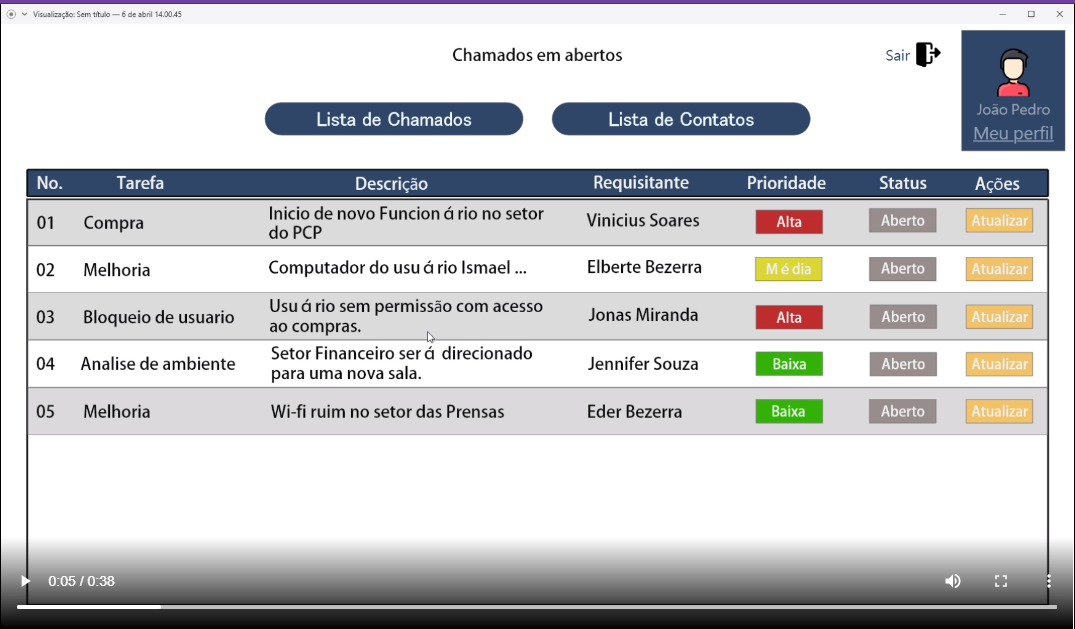 Visualização: Sem título — 6 de abril 14.00.45
Chamados em abertos
Sair
João Pedro
Meu perfil
Lista de Chamados
Lista de Contatos
No. Tarefa Descrição Requisitante Prioridade Status Ações
01 Compra Inicio de novo Funcion á rio no setor do PCP Vinicius Soares Alta Aberto Atualizar
02 Melhoria Computador do usu á rio Ismael ... Elberte Bezerra M é dia Aberto Atualizar
03 Bloqueio de usuario Usu á rio sem permissão com acesso ao compras. Jonas Miranda Alta Aberto Atualizar
04 Analise de ambiente Setor Financeiro ser á direcionado para uma nova sala. Jennifer Souza Baixa Aberto Atualizar
05 Melhoria Wi-fi ruim no setor das Prensas Eder Bezerra Baixa Aberto Atualizar
0:05 / 0:38